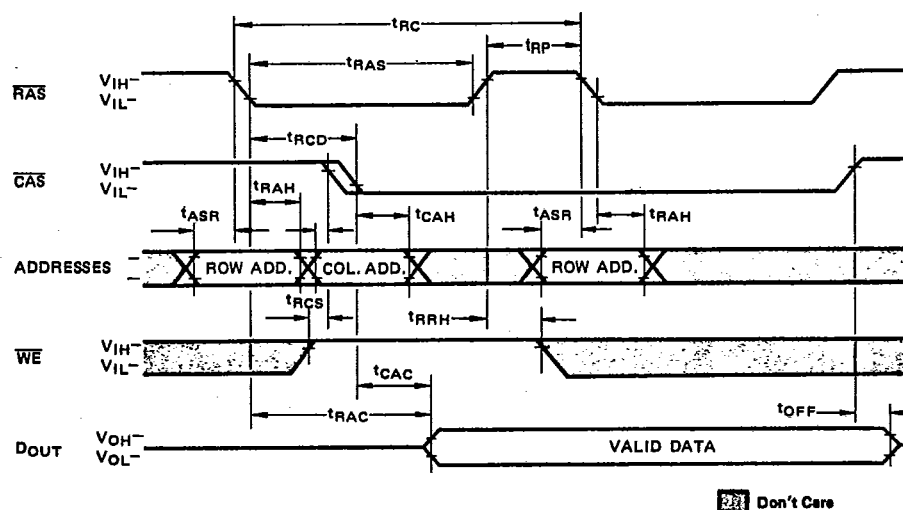 tRC
tRP
tRAS
RAS
VIH–
VIL–
tRCD
CAS
VIH–
VIL–
tRAH
tASR
tCAH
tASR
tRAH
ADDRESSES
ROW ADD.
COL. ADD.
ROW ADD.
tRCS
tRRH
WE
VIH–
VIL–
tCAC
tRAC
tOFF
DOUT
VOH–
VOL–
VALID DATA
Don't Care